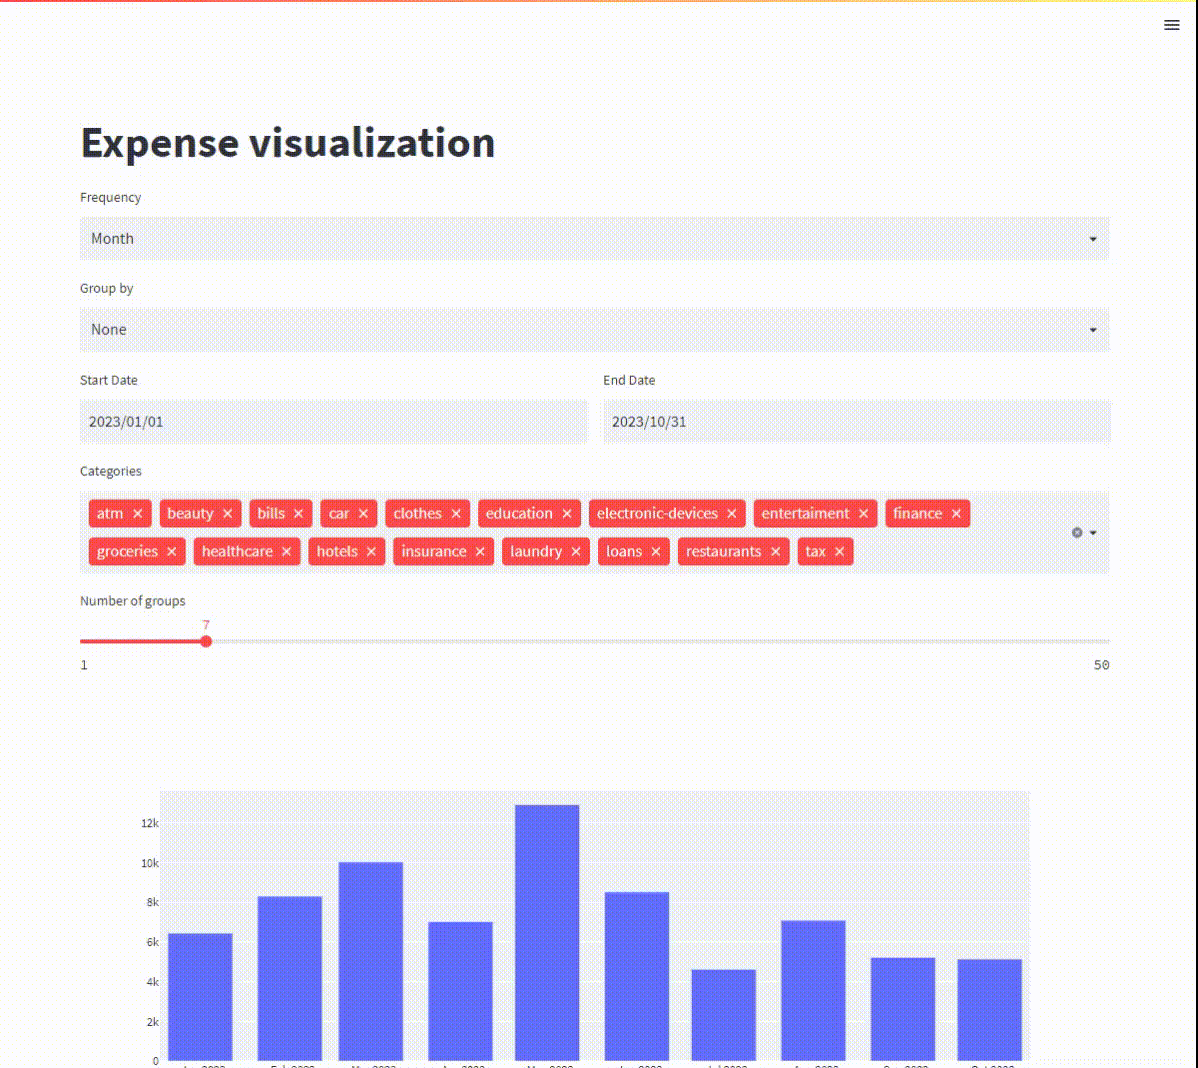 Expense visualization
Frequency
Month
Group by
None
Start Date
End Date
2023/01/01
2023/10/31
Categories
atm × beauty × bills × car × clothes × education × electronic-devices × entertaiment × finance ×
groceries × healthcare × hotels × insurance × laundry × loans × restaurants × tax ×
Number of groups
7
1
50
12k
10k
8k
6k
4k
2k
0